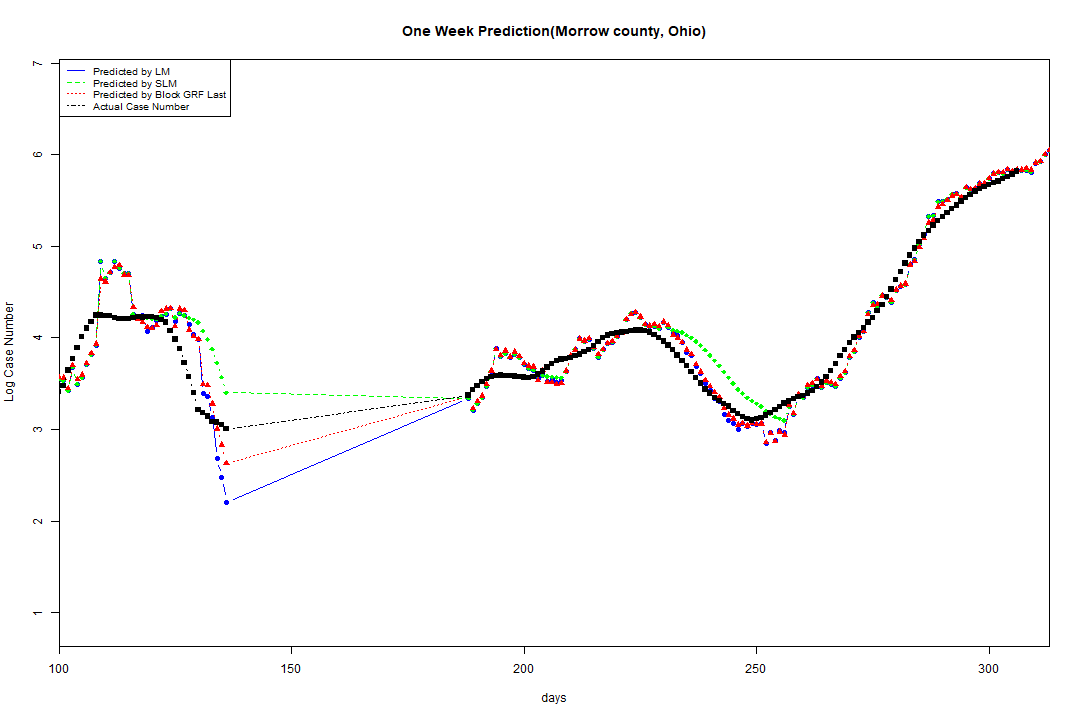 One Week Prediction(Morrow county, Ohio)
Predicted by LM
Predicted by SLM
Predicted by Block GRF Last
Actual Case Number
7
6
5
4
3
2
1
Log Case Number
100 150 200 250 300
days